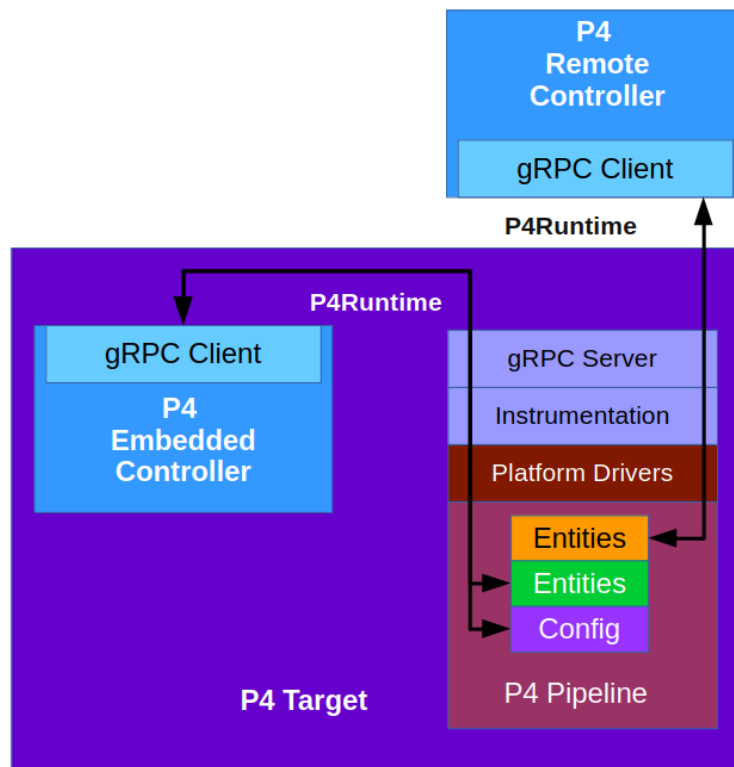 P4
Remote
Controller
gRPC Client
P4Runtime
P4Runtime
gRPC Client
P4
Embedded
Controller
gRPC Server
Instrumentation
Platform Drivers
Entities
Entities
Config
P4 Pipeline
P4 Target